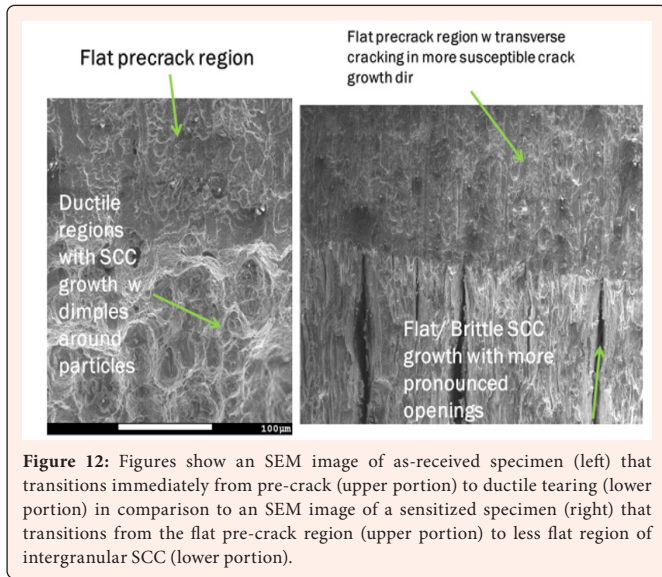 Flat precrack region
Ductile
regions
with SCC
growth w
dimples
around
particles
100μm
Flat precrack region w transverse
cracking in more susceptible crack
growth dir
Flat/ Brittle SCC
growth with more
pronounced
openings
Figure 12: Figures show an SEM image of as-received specimen (left) that
transitions immediately from pre-crack (upper portion) to ductile tearing (lower
portion) in comparison to an SEM image of a sensitized specimen (right) that
transitions from the flat pre-crack region (upper portion) to less flat region of
intergranular SCC (lower portion).